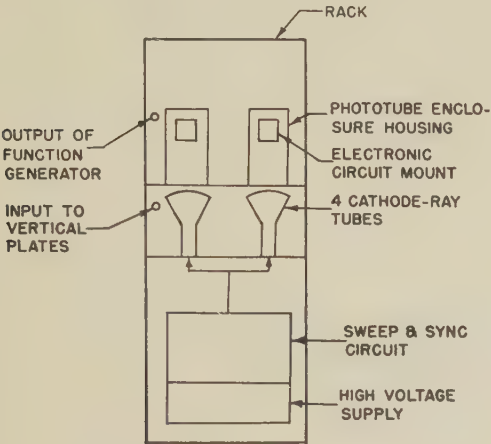 RACK
PHOTOTUBE ENCLO-
SURE HOUSING
OUTPUT OF
FUNCTION
GENERATOR
ELECTRONIC
CIRCUIT MOUNT
INPUT TO
VERTICAL
PLATES
4 CATHODE-RAY
TUBES
SWEEP & SYNC
CIRCUIT
HIGH VOLTAGE
SUPPLY